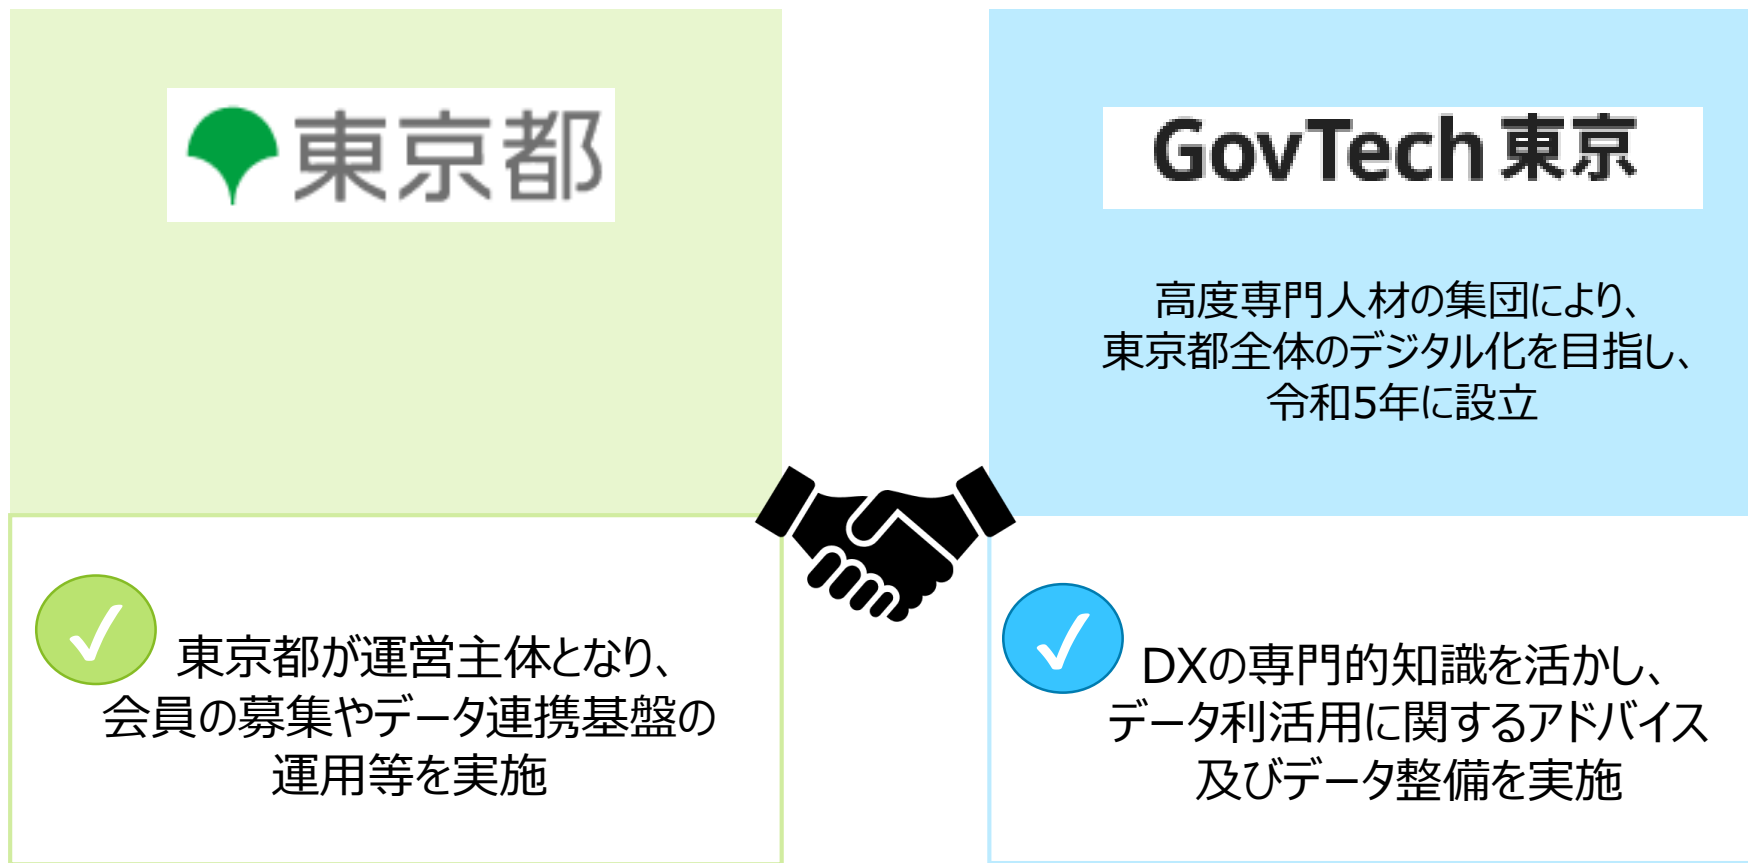 東京都
東京都が運営主体となり、
会員の募集やデータ連携基盤の
運用等を実施
GovTech 東京
高度専門人材の集団により、
東京都全体のデジタル化を目指し、
令和5年に設立
DXの専門的知識を活かし、
データ利活用に関するアドバイス
及びデータ整備を実施